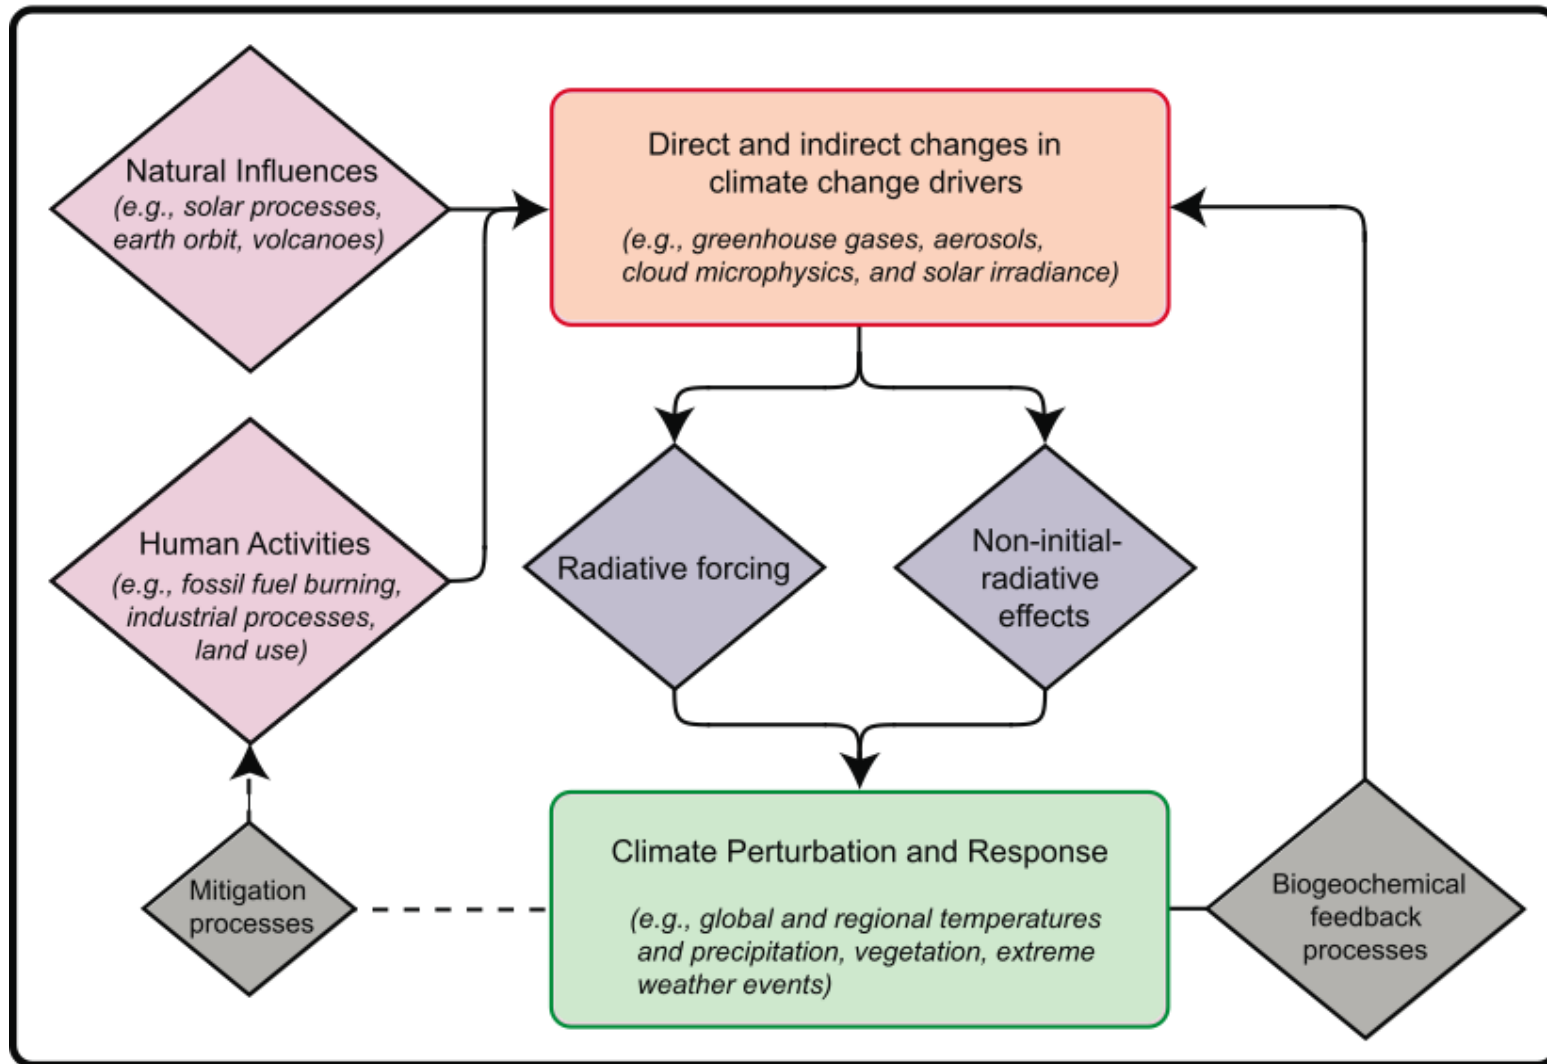 Natural Influences
(e.g., solar processes,
earth orbit, volcanoes)
Direct and indirect changes in
climate change drivers
(e.g., greenhouse gases, aerosols,
cloud microphysics, and solar irradiance)
Human Activities
(e.g., fossil fuel burning,
industrial processes,
land use)
Radiative forcing
Non-initial-
radiative
effects
Mitigation
processes
Climate Perturbation and Response
(e.g., global and regional temperatures
and precipitation, vegetation, extreme
weather events)
Biogeochemical
feedback
processes